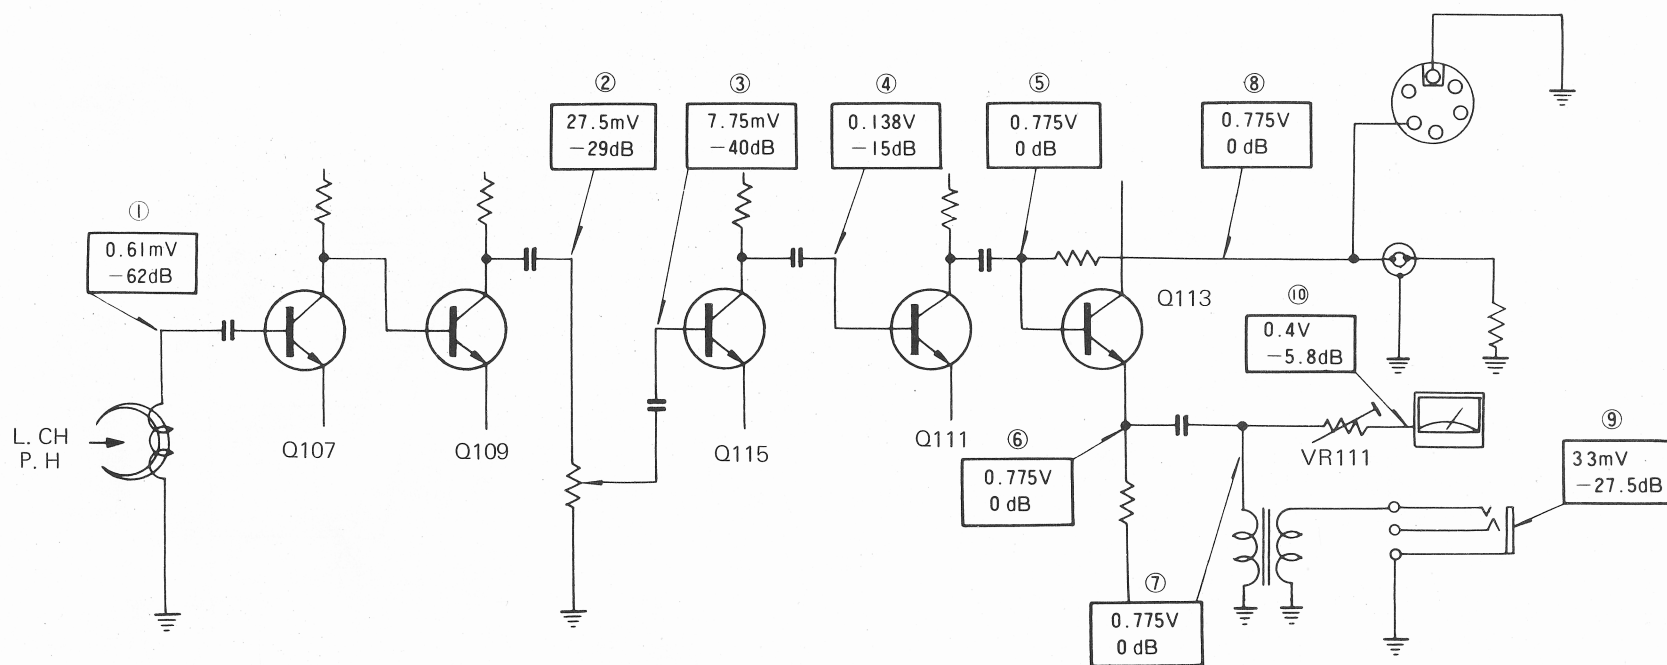 ①
0.61mV
−62dB
②
27.5mV
−29dB
③
7.75mV
−40dB
④
0.138V
−15dB
⑤
0.775V
0 dB
⑧
0.775V
0 dB
Q113
⑩
0.4V
−5.8dB
L. CH
P. H
Q107
Q109
Q115
Q111
⑥
0.775V
0 dB
VR111
⑨
33mV
−27.5dB
⑦
0.775V
0 dB